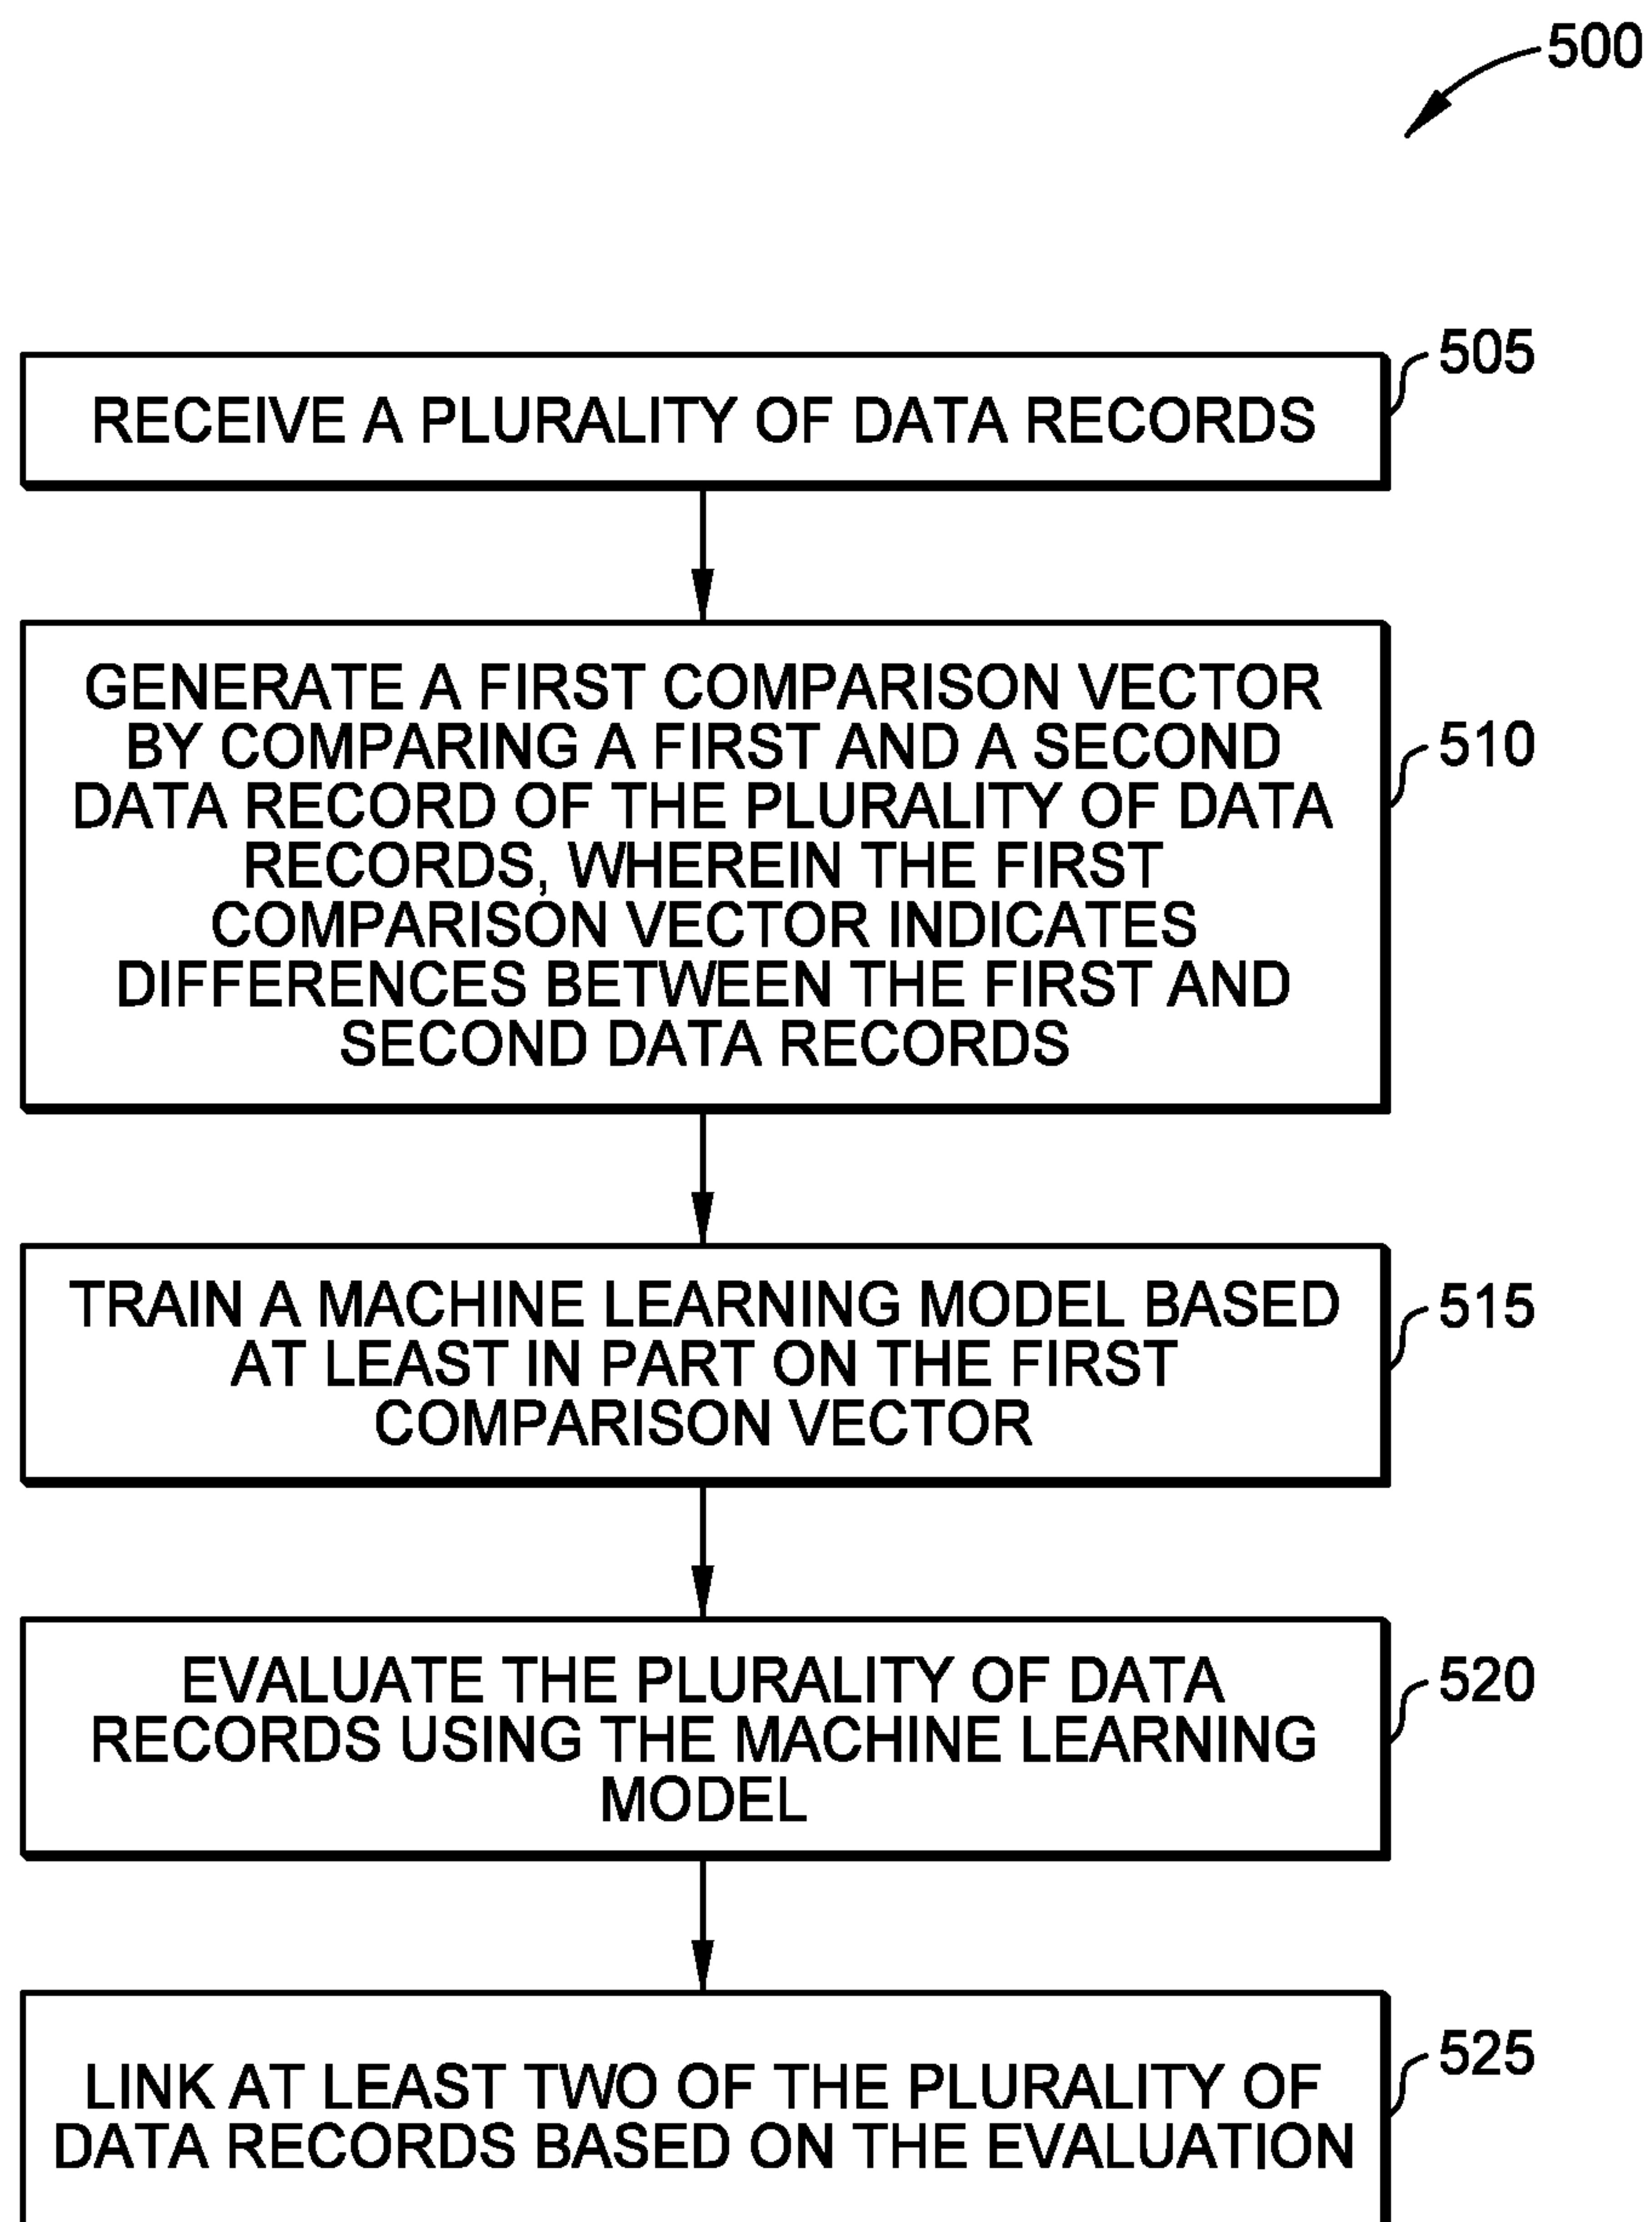 500
505
RECEIVE A PLURALITY OF DATA RECORDS
GENERATE A FIRST COMPARISON VECTOR
BY COMPARING A FIRST AND A SECOND
DATA RECORD OF THE PLURALITY OF DATA
RECORDS, WHEREIN THE FIRST
COMPARISON VECTOR INDICATES
DIFFERENCES BETWEEN THE FIRST AND
SECOND DATA RECORDS
510
TRAIN A MACHINE LEARNING MODEL BASED
AT LEAST IN PART ON THE FIRST
COMPARISON VECTOR
515
EVALUATE THE PLURALITY OF DATA
RECORDS USING THE MACHINE LEARNING
MODEL
520
LINK AT LEAST TWO OF THE PLURALITY OF
DATA RECORDS BASED ON THE EVALUATION
525